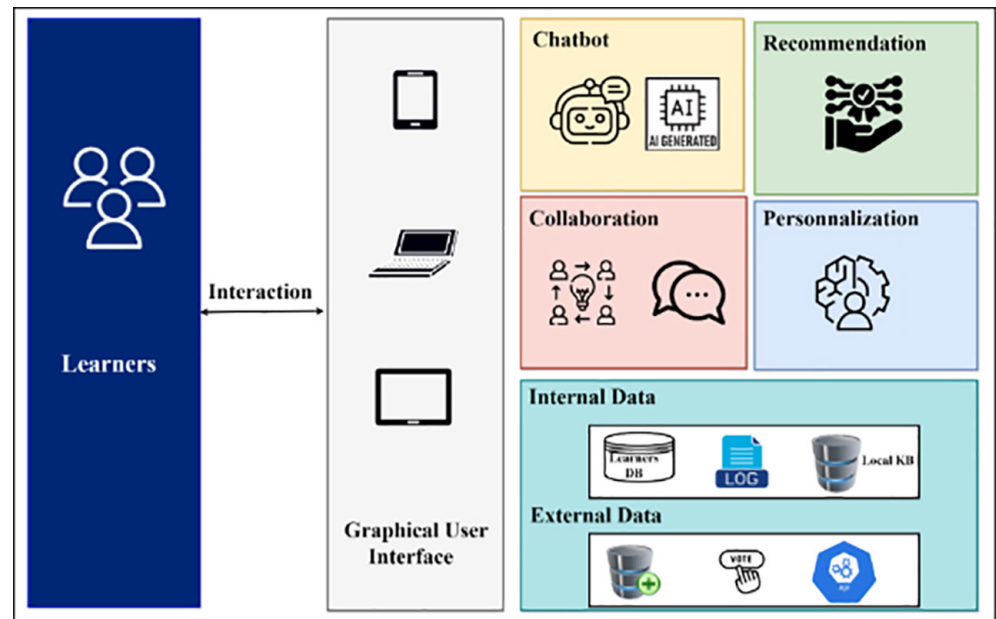 Learners
Interaction
Graphical User
Interface
Chatbot
AI
AI GENERATED
Recommendation
Collaboration
Personnalization
Internal Data
Learners
DB
LOG
Local KB
External Data
VOTE